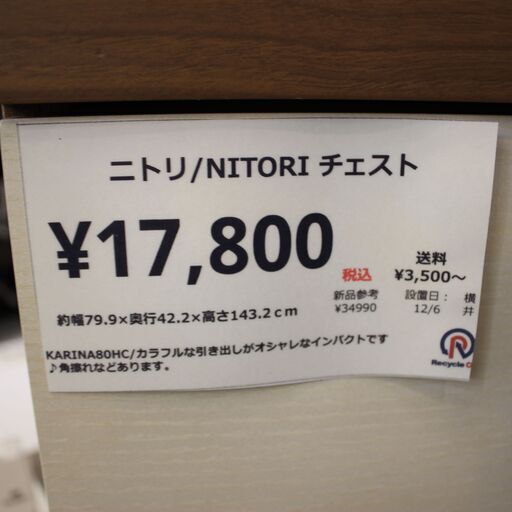 ニトリ/NITORI チェスト
¥17,800
税込
送料
¥3,500～
新品参考
¥34990
設置日： 横
12/6 井
約幅79.9×奥行42.2×高さ143.2ｃｍ
KARINA80HC/カラフルな引き出しがオシャレなインパクトです
♪角擦れなどあります。
Recycle